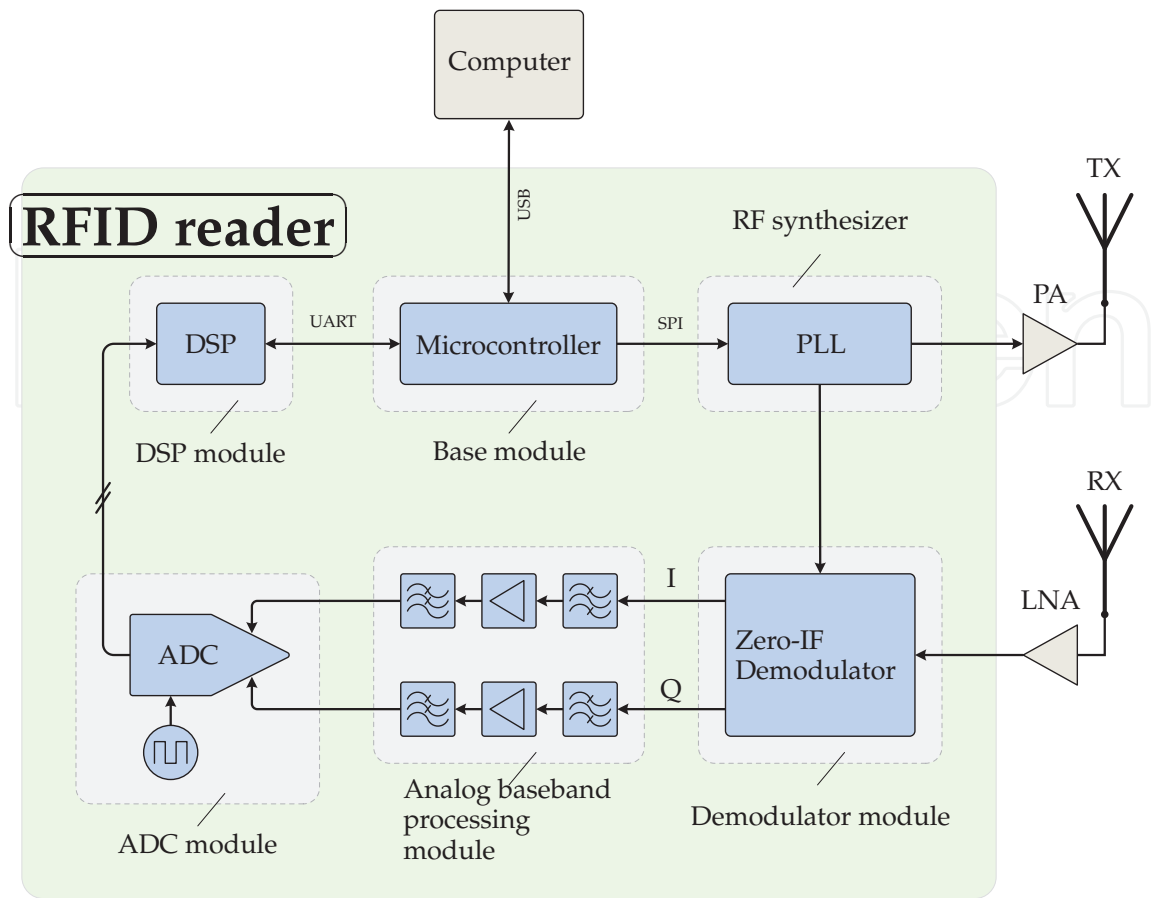 Computer
USB
TX
RFID reader
RF synthesizer
PA
DSP
UART
Microcontroller
SPI
PLL
DSP module
Base module
RX
I
LNA
ADC
Zero-IF
Demodulator
Q
Analog baseband
processing
module
Demodulator module
ADC module